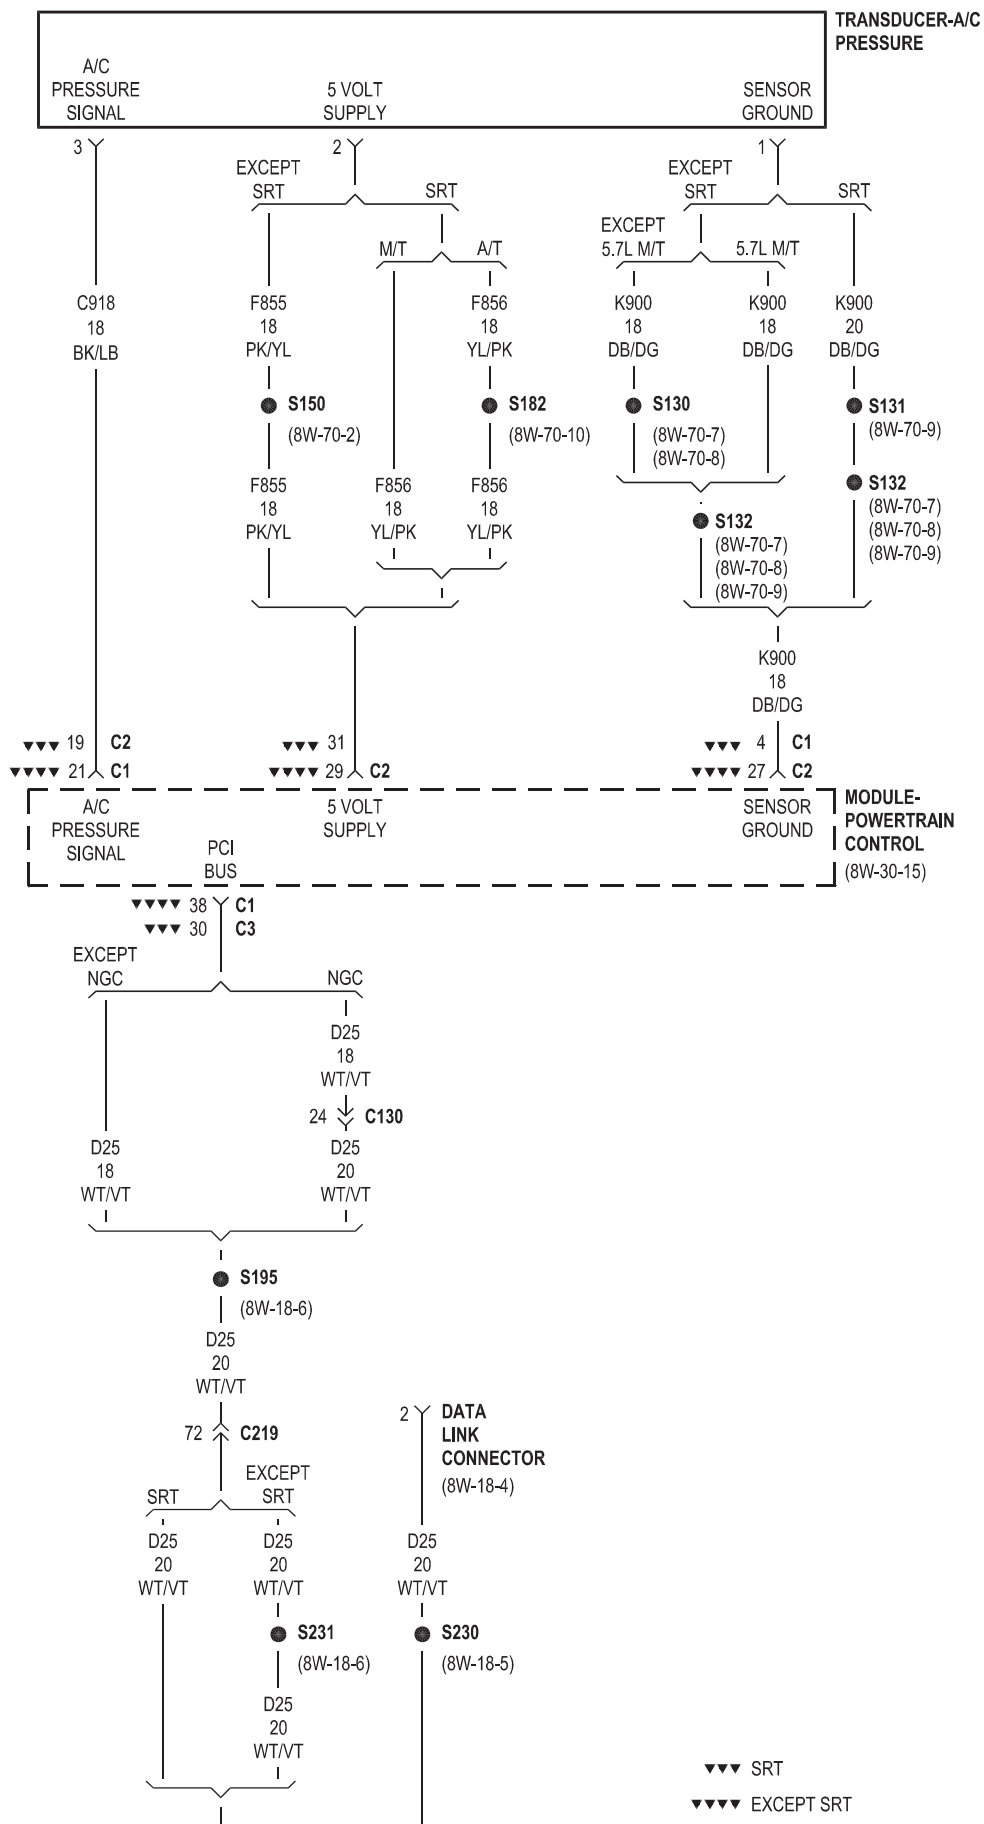 TRANSDUCER-A/C
PRESSURE
A/C
PRESSURE
SIGNAL
5 VOLT
SUPPLY
SENSOR
GROUND
3
2
1
EXCEPT
SRT
SRT
EXCEPT
SRT
SRT
M/T
A/T
EXCEPT
5.7L M/T
5.7L M/T
C918
18
BK/LB
F855
18
PK/YL
F856
18
YL/PK
K900
18
DB/DG
K900
18
DB/DG
K900
20
DB/DG
S150
(8W-70-2)
S182
(8W-70-10)
S130
(8W-70-7)
(8W-70-8)
S131
(8W-70-9)
F855
18
PK/YL
F856
18
YL/PK
F856
18
YL/PK
S132
(8W-70-7)
(8W-70-8)
(8W-70-9)
S132
(8W-70-7)
(8W-70-8)
(8W-70-9)
K900
18
DB/DG
▼▼▼ 19 C2
▼▼▼▼ 21 C1
▼▼▼ 31
▼▼▼▼ 29 C2
▼▼▼ 4 C1
▼▼▼▼ 27 C2
A/C
PRESSURE
SIGNAL
5 VOLT
SUPPLY
SENSOR
GROUND
MODULE-
POWERTRAIN
CONTROL
(8W-30-15)
PCI
BUS
▼▼▼▼ 38 C1
▼▼▼ 30 C3
EXCEPT
NGC
NGC
D25
18
WT/VT
24 C130
D25
18
WT/VT
D25
20
WT/VT
S195
(8W-18-6)
D25
20
WT/VT
72 C219
2 DATA
LINK
CONNECTOR
(8W-18-4)
SRT
EXCEPT
SRT
D25
20
WT/VT
D25
20
WT/VT
D25
20
WT/VT
S231
(8W-18-6)
S230
(8W-18-5)
D25
20
WT/VT
▼▼▼ SRT
▼▼▼▼ EXCEPT SRT